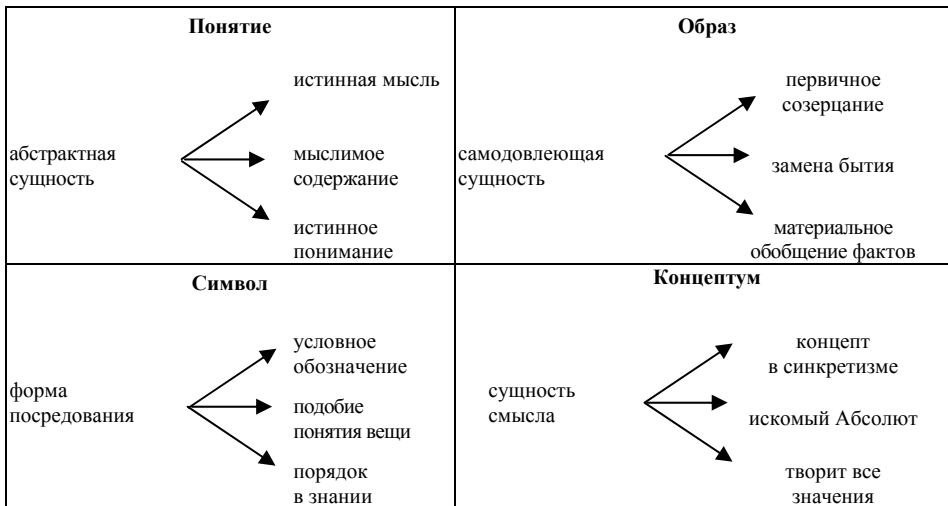 Понятие
истинная мысль
абстрактная
сущность
мыслимое
содержание
истинное
понимание
Образ
первичное
созерцание
самодовлеющая
сущность
замена бытия
материальное
обобщение фактов
Символ
условное
обозначение
форма
посредования
подобие
понятия вещи
порядок
в знании
Концептум
концепт
в синкретизме
сущность
смысла
искомый Абсолют
творит все
значения